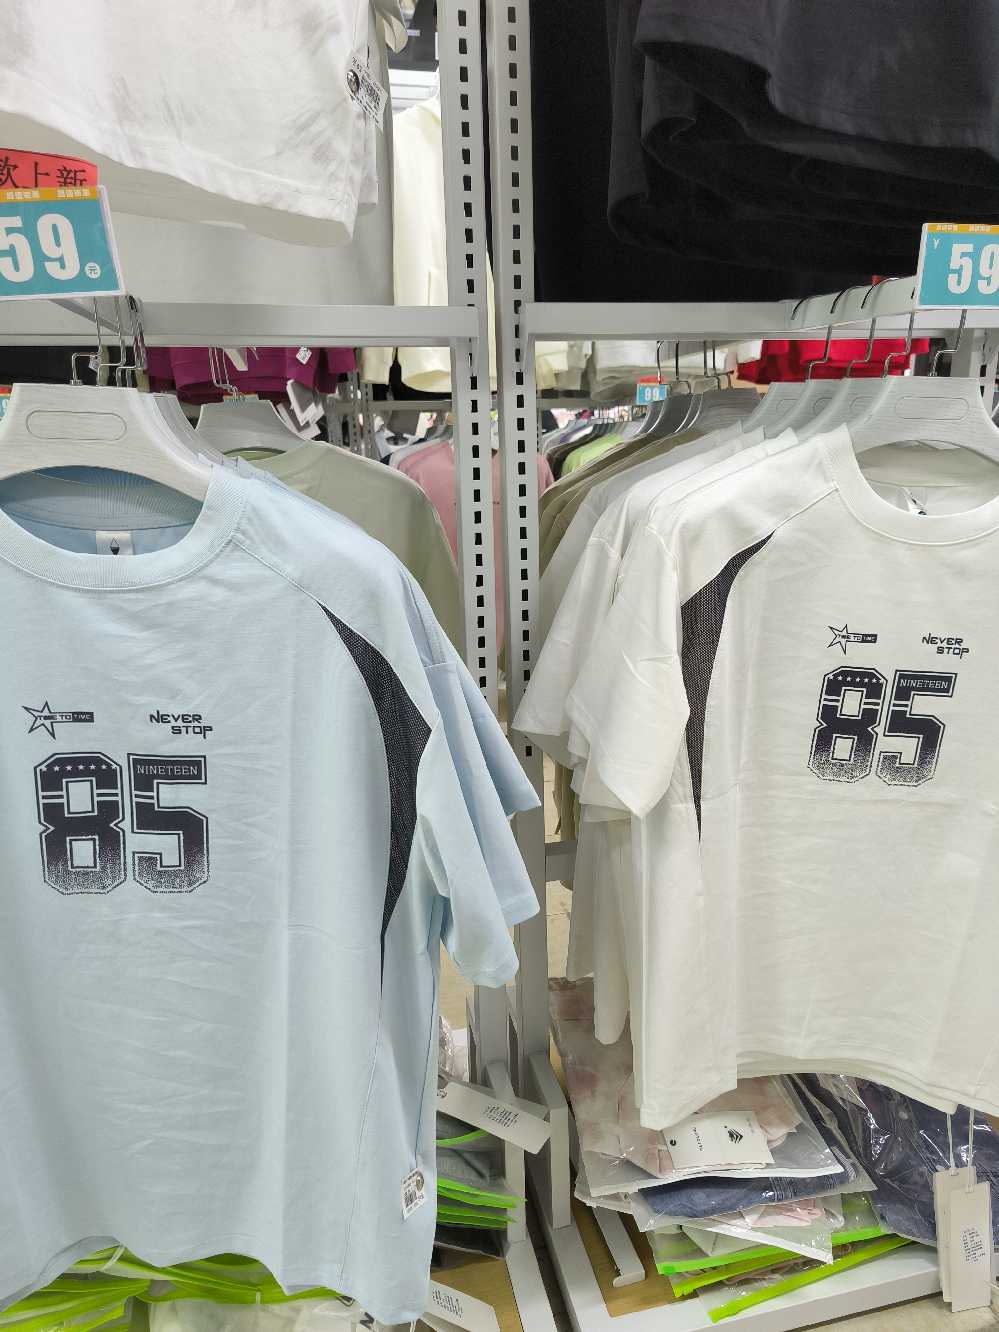 款上新
59
元
¥
59
99
TIME TO TIME
NEVER
STOP
85
NINETEEN
TIME TO TIME
NEVER
STOP
85
NINETEEN